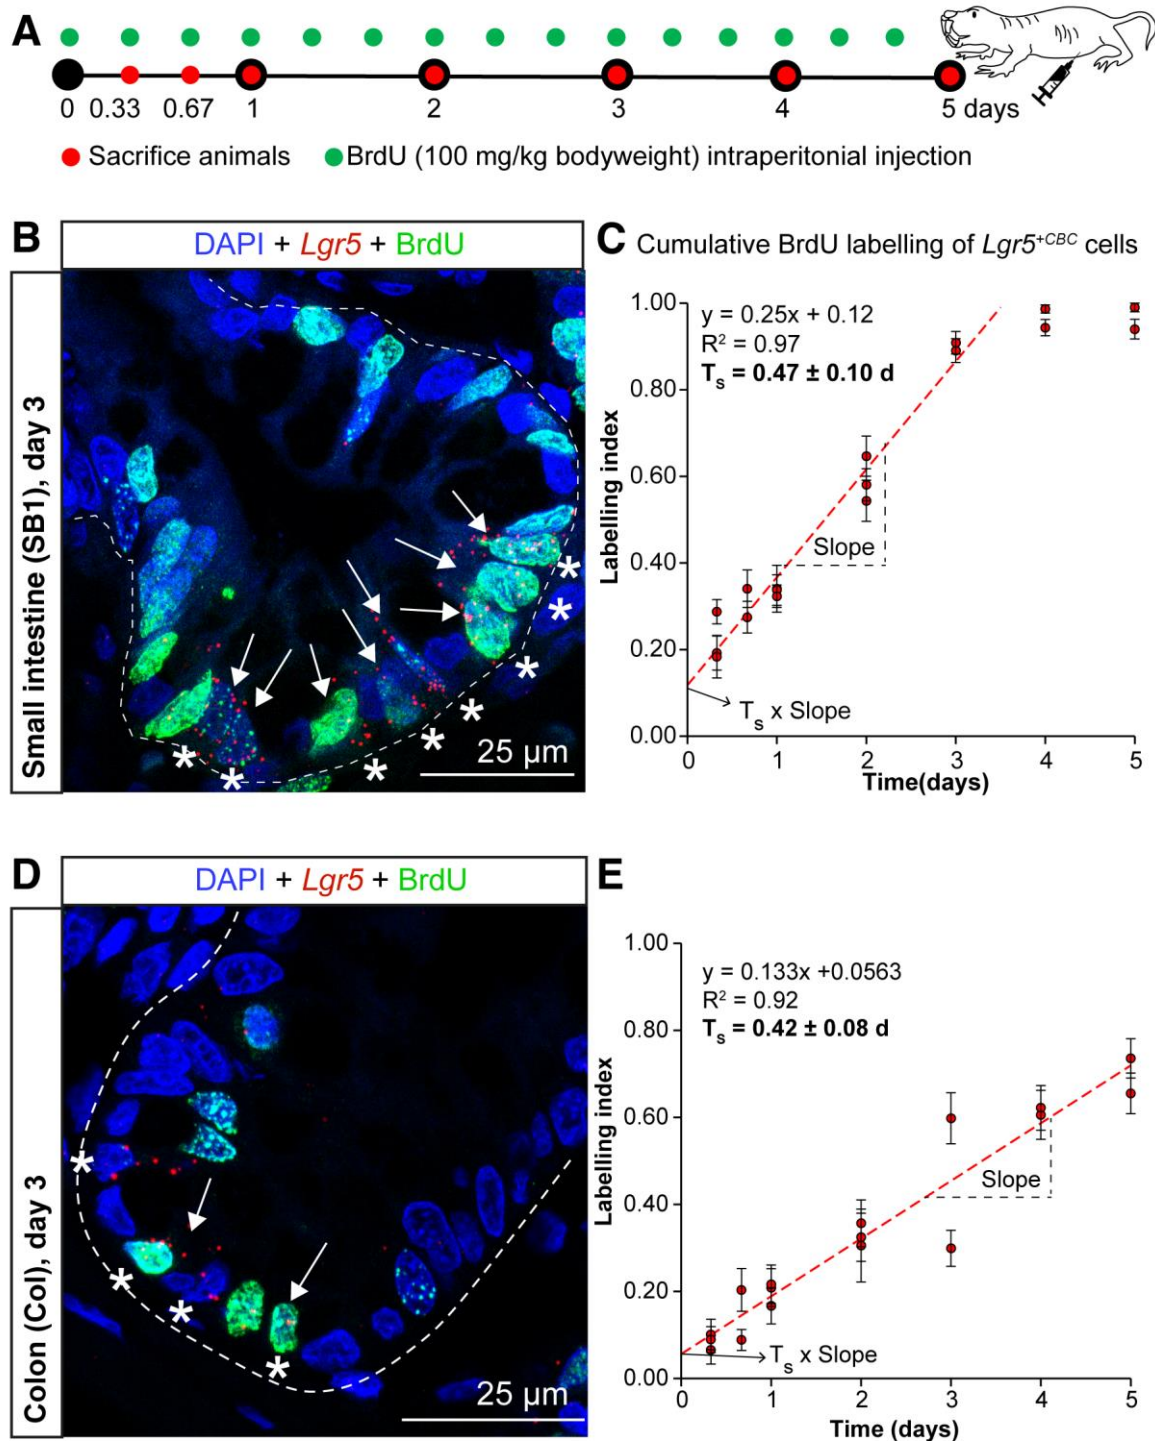 A
0 0.33 0.67 1 2 3 4 5 days
Sacrifice animals BrdU (100 mg/kg bodyweight) intraperitonial injection
B
DAPI + Lgr5 + BrdU
Small intestine (SB1), day 3
* * * * * * * *
25 µm
C Cumulative BrdU labelling of Lgr5+CBC cells
y = 0.25x + 0.12
R2 = 0.97
Ts = 0.47 ± 0.10 d
Labelling index
1.00
0.80
0.60
0.40
0.20
0.00
Slope
Ts x Slope
0 1 2 3 4 5
Time(days)
D
DAPI + Lgr5 + BrdU
Colon (Col), day 3
* * * *
25 µm
E
y = 0.133x +0.0563
R2 = 0.92
Ts = 0.42 ± 0.08 d
Labelling index
1.00
0.80
0.60
0.40
0.20
0.00
Slope
Ts x Slope
0 1 2 3 4 5
Time (days)